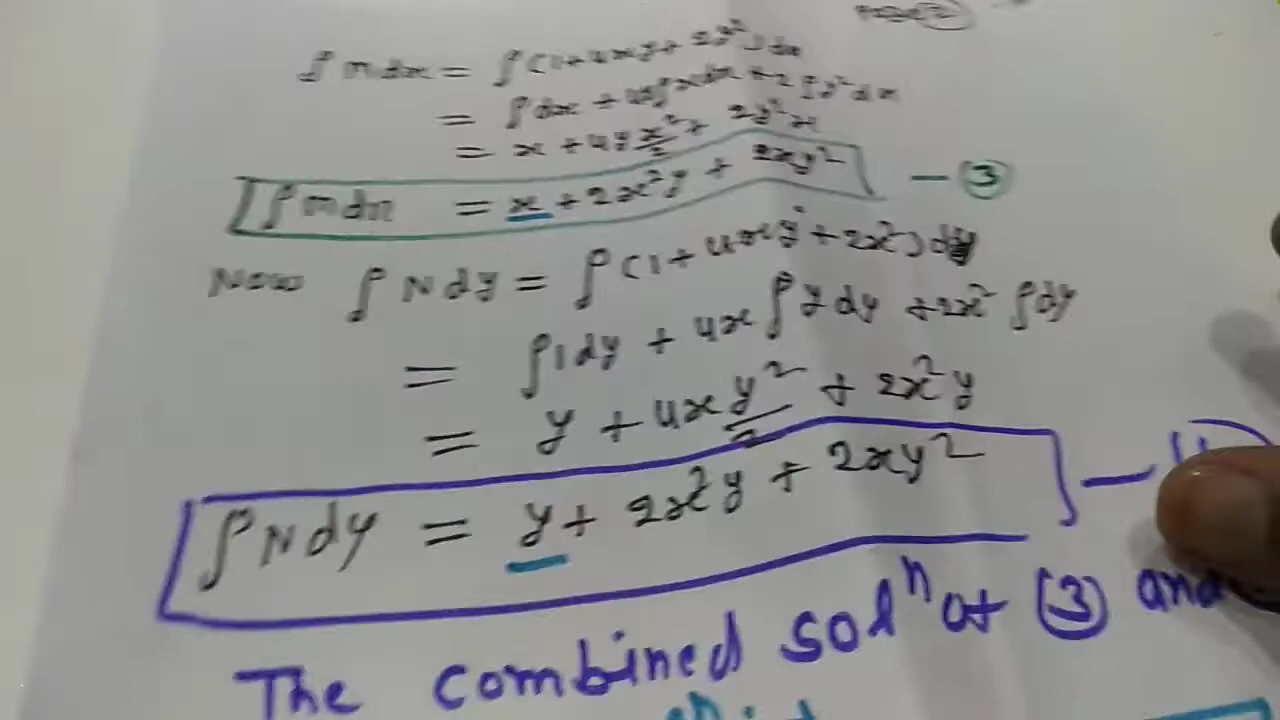 ∫ m dx = ∫ (1 + 4xy + 2y²) dx
= ∫ dx + 4y ∫ x dx + 2 ∫ y² dx
= x + 4y x²/2 + 2y² x
∫ m dx = x + 2x²y + 2xy² — ③
Now ∫ N dy = ∫ (1 + 4xy + 2x²) dy
= ∫ 1 dy + 4x ∫ y dy + 2x² ∫ dy
= y + 4x y²/2 + 2x²y
∫ N dy = y + 2x²y + 2xy² —
The combined solⁿ of ③ and